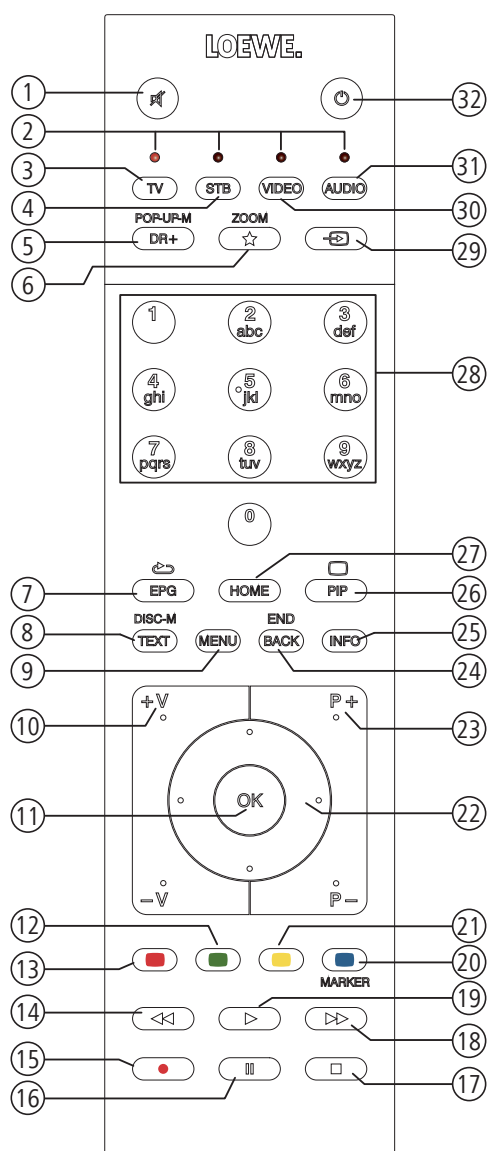 LOEWE.
1
32
2
3
TV
STB
VIDEO
AUDIO
31
4
30
POP-UP-M
ZOOM
5
DR+
29
6
1
2
3
abc
def
4
5
6
28
ghi
jkl
mno
7
8
9
pqrs
tuv
wxyz
0
27
7
EPG
HOME
PIP
26
8
DISC-M
END
25
TEXT
MENU
BACK
INFO
9
24
10
+V
P+
23
11
OK
22
−V
P−
12
21
13
20
MARKER
14
19
18
15
16
17